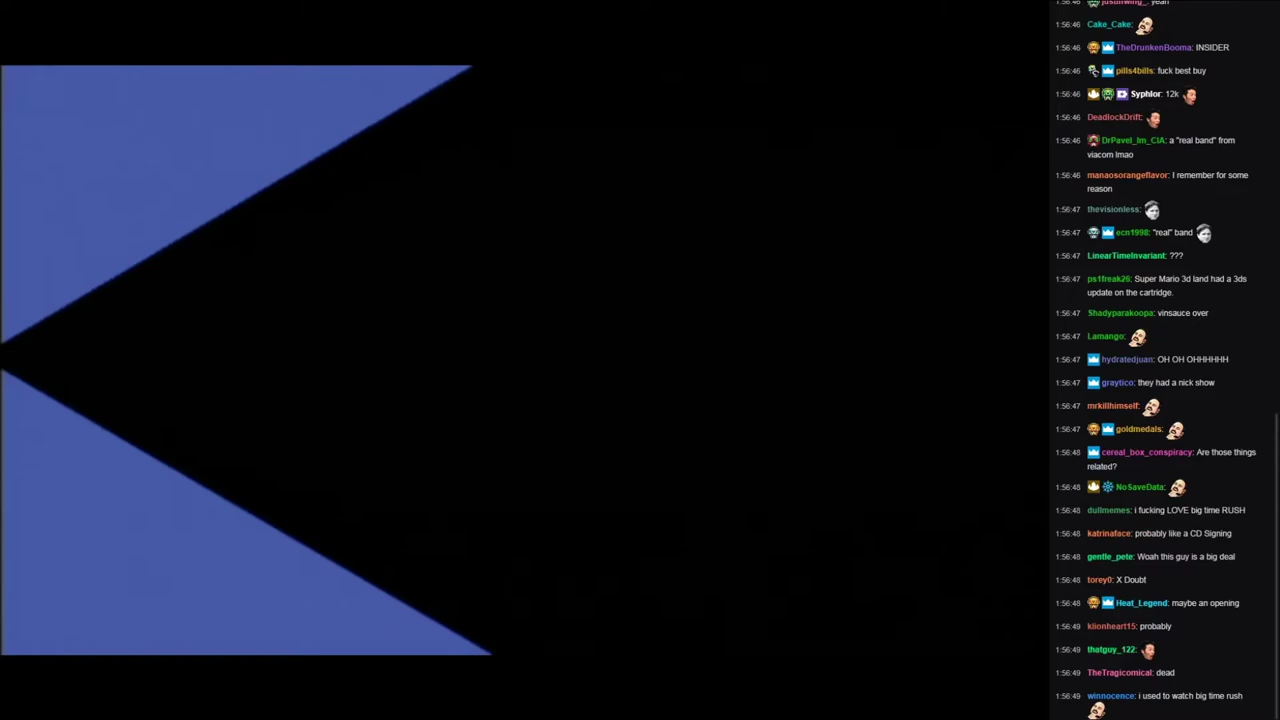 1:56:46 justinwing_: yeah
1:56:46 Cake_Cake:
1:56:46 TheDrunkenBooma: INSIDER
1:56:46 pills4bills: fuck best buy
1:56:46 Syphlor: 12k
1:56:46 DeadlockDrift:
1:56:46 DrPavel_Im_CIA: a "real band" from
viacom lmao
1:56:46 manaosorangeflavor: I remember for some
reason
1:56:47 thevisionless:
1:56:47 ecn1998: "real" band
1:56:47 LinearTimeInvariant: ???
1:56:47 ps1freak26: Super Mario 3d land had a 3ds
update on the cartridge.
1:56:47 Shadyparakoopa: vinsauce over
1:56:47 Lamango:
1:56:47 hydratedjuan: OH OH OHHHHHH
1:56:47 graytico: they had a nick show
1:56:47 mrkillhimself:
1:56:47 goldmedals:
1:56:48 cereal_box_conspiracy: Are those things
related?
1:56:48 NoSaveData:
1:56:48 dullmemes: i fucking LOVE big time RUSH
1:56:48 katrinaface: probably like a CD Signing
1:56:48 gentle_pete: Woah this guy is a big deal
1:56:48 torey0: X Doubt
1:56:48 Heat_Legend: maybe an opening
1:56:49 klionheart15: probably
1:56:49 thatguy_122:
1:56:49 TheTragicomical: dead
1:56:49 winnocence: i used to watch big time rush